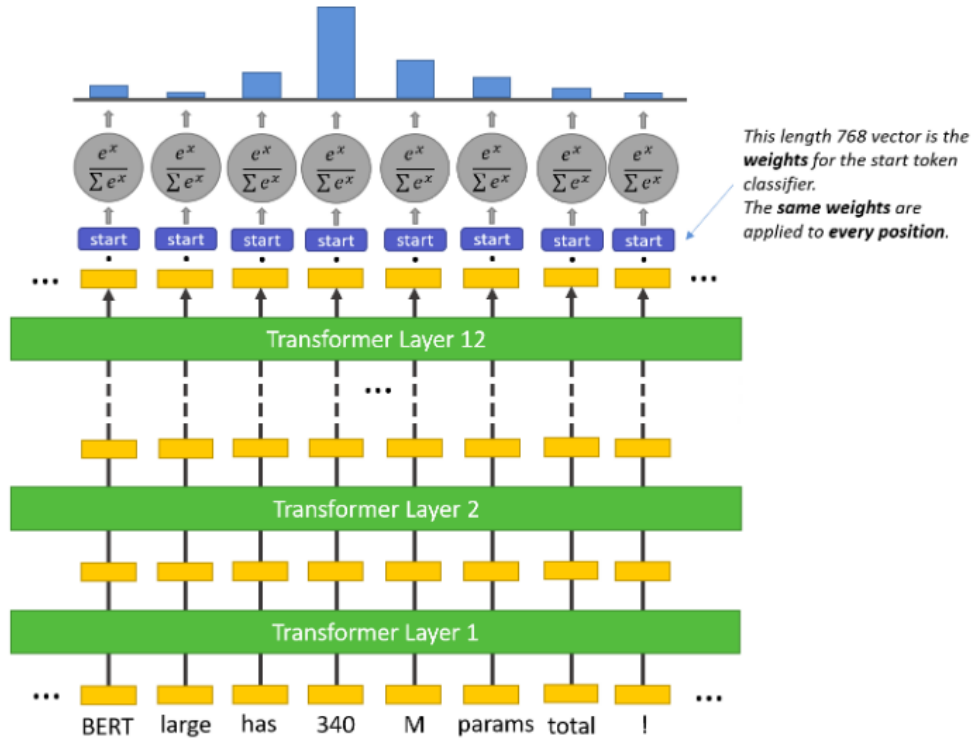 e^x / Σ e^x e^x / Σ e^x e^x / Σ e^x e^x / Σ e^x e^x / Σ e^x e^x / Σ e^x e^x / Σ e^x e^x / Σ e^x
This length 768 vector is the
weights for the start token
classifier.
The same weights are
applied to every position.
start start start start start start start start
... ...
Transformer Layer 12
...
Transformer Layer 2
Transformer Layer 1
... ...
BERT large has 340 M params total !